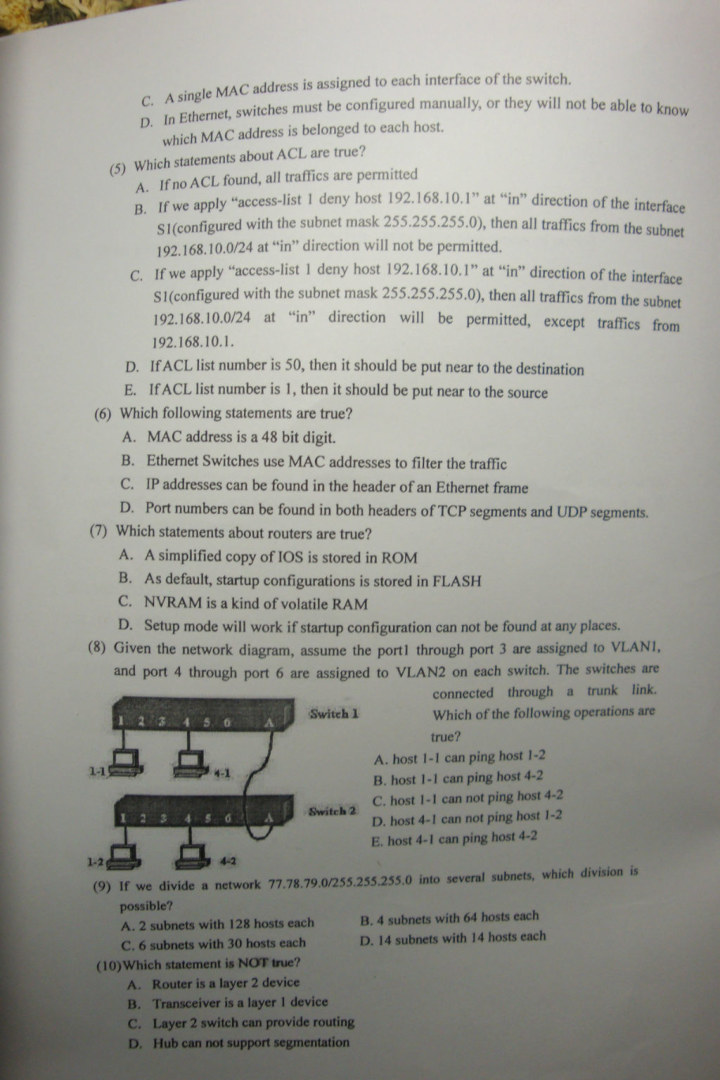 C. A single MAC address is assigned to each interface of the switch.
D. In Ethernet, switches must be configured manually, or they will not be able to know
which MAC address is belonged to each host.
(5) Which statements about ACL are true?
A. If no ACL found, all traffics are permitted
B. If we apply “access-list 1 deny host 192.168.10.1” at “in” direction of the interface
S1(configured with the subnet mask 255.255.255.0), then all traffics from the subnet
192.168.10.0/24 at “in” direction will not be permitted.
C. If we apply “access-list 1 deny host 192.168.10.1” at “in” direction of the interface
S1(configured with the subnet mask 255.255.255.0), then all traffics from the subnet
192.168.10.0/24 at “in” direction will be permitted, except traffics from
192.168.10.1.
D. If ACL list number is 50, then it should be put near to the destination
E. If ACL list number is 1, then it should be put near to the source
(6) Which following statements are true?
A. MAC address is a 48 bit digit.
B. Ethernet Switches use MAC addresses to filter the traffic
C. IP addresses can be found in the header of an Ethernet frame
D. Port numbers can be found in both headers of TCP segments and UDP segments.
(7) Which statements about routers are true?
A. A simplified copy of IOS is stored in ROM
B. As default, startup configurations is stored in FLASH
C. NVRAM is a kind of volatile RAM
D. Setup mode will work if startup configuration can not be found at any places.
(8) Given the network diagram, assume the port1 through port 3 are assigned to VLAN1,
and port 4 through port 6 are assigned to VLAN2 on each switch. The switches are
connected through a trunk link.
Which of the following operations are
true?
1 2 3 4 5 6 A
Switch 1
1-1
4-1
1 2 3 4 5 6 A
Switch 2
1-2
4-2
A. host 1-1 can ping host 1-2
B. host 1-1 can ping host 4-2
C. host 1-1 can not ping host 4-2
D. host 4-1 can not ping host 1-2
E. host 4-1 can ping host 4-2
(9) If we divide a network 77.78.79.0/255.255.255.0 into several subnets, which division is
possible?
A. 2 subnets with 128 hosts each
B. 4 subnets with 64 hosts each
C. 6 subnets with 30 hosts each
D. 14 subnets with 14 hosts each
(10)Which statement is NOT true?
A. Router is a layer 2 device
B. Transceiver is a layer 1 device
C. Layer 2 switch can provide routing
D. Hub can not support segmentation